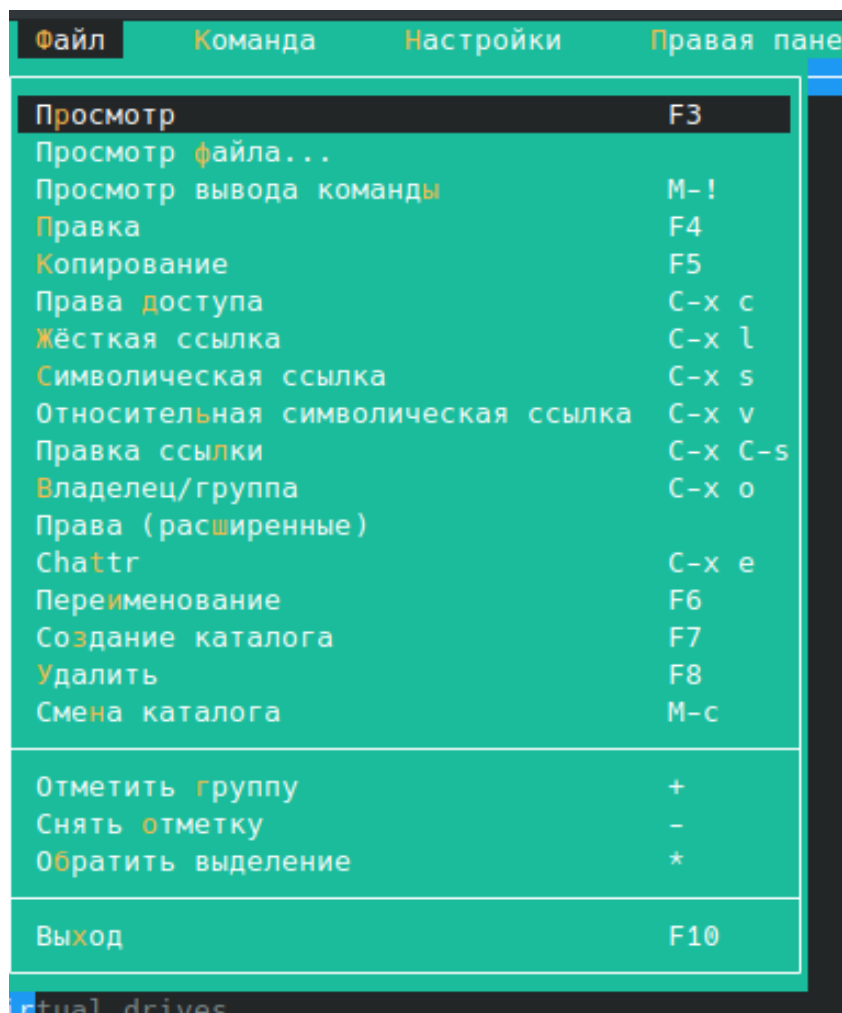 Файл Команда Настройки Правая пане
Просмотр F3
Просмотр файла...
Просмотр вывода команды M-!
Правка F4
Копирование F5
Права доступа C-x c
Жёсткая ссылка C-x l
Символическая ссылка C-x s
Относительная символическая ссылка C-x v
Правка ссылки C-x C-s
Владелец/группа C-x o
Права (расширенные)
Chattr C-x e
Переименование F6
Создание каталога F7
Удалить F8
Смена каталога M-c
Отметить группу +
Снять отметку -
Обратить выделение *
Выход F10
irtual drives